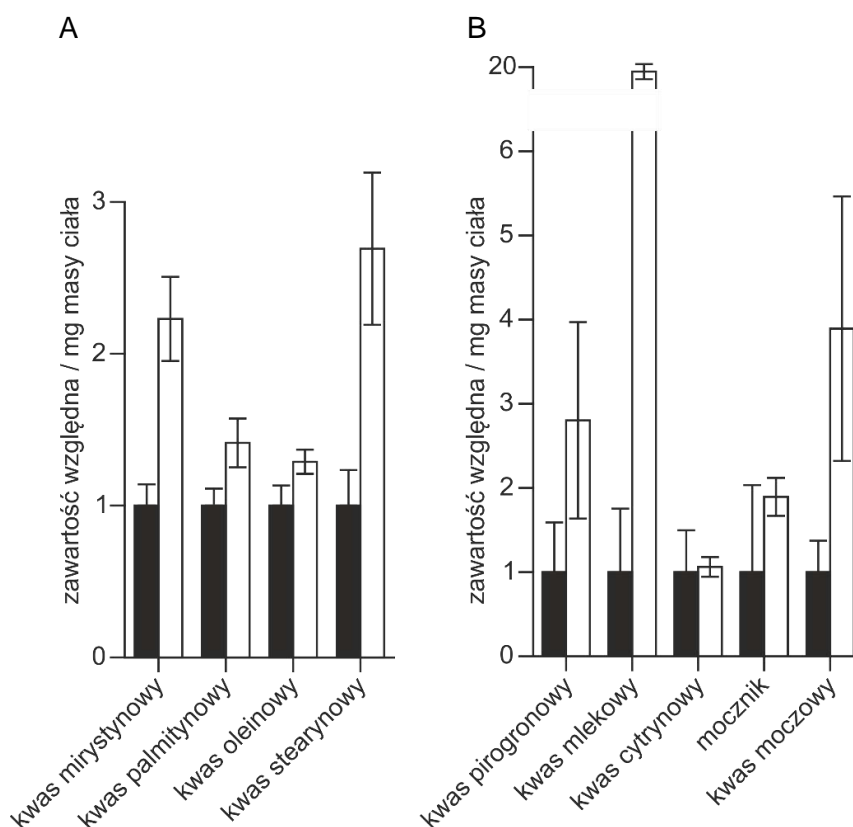 A
zawartość względna / mg masy ciała
3
2
1
0
kwas mirystynowy
kwas palmitynowy
kwas oleinowy
kwas stearynowy
B
zawartość względna / mg masy ciała
20
6
5
4
3
2
1
0
kwas pirogronowy
kwas mlekowy
kwas cytrynowy
mocznik
kwas moczowy